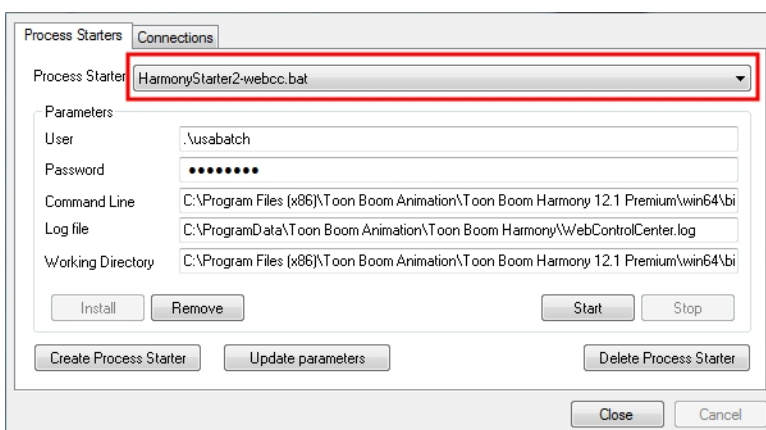 Process Starters Connections
Process Starter HarmonyStarter2-webcc.bat
Parameters
User .\usabatch
Password ●●●●●●●●
Command Line C:\Program Files (x86)\Toon Boom Animation\Toon Boom Harmony 12.1 Premium\win64\bi
Log file C:\ProgramData\Toon Boom Animation\Toon Boom Harmony\WebControlCenter.log
Working Directory C:\Program Files (x86)\Toon Boom Animation\Toon Boom Harmony 12.1 Premium\win64\bi
Install Remove Start Stop
Create Process Starter Update parameters Delete Process Starter
Close Cancel